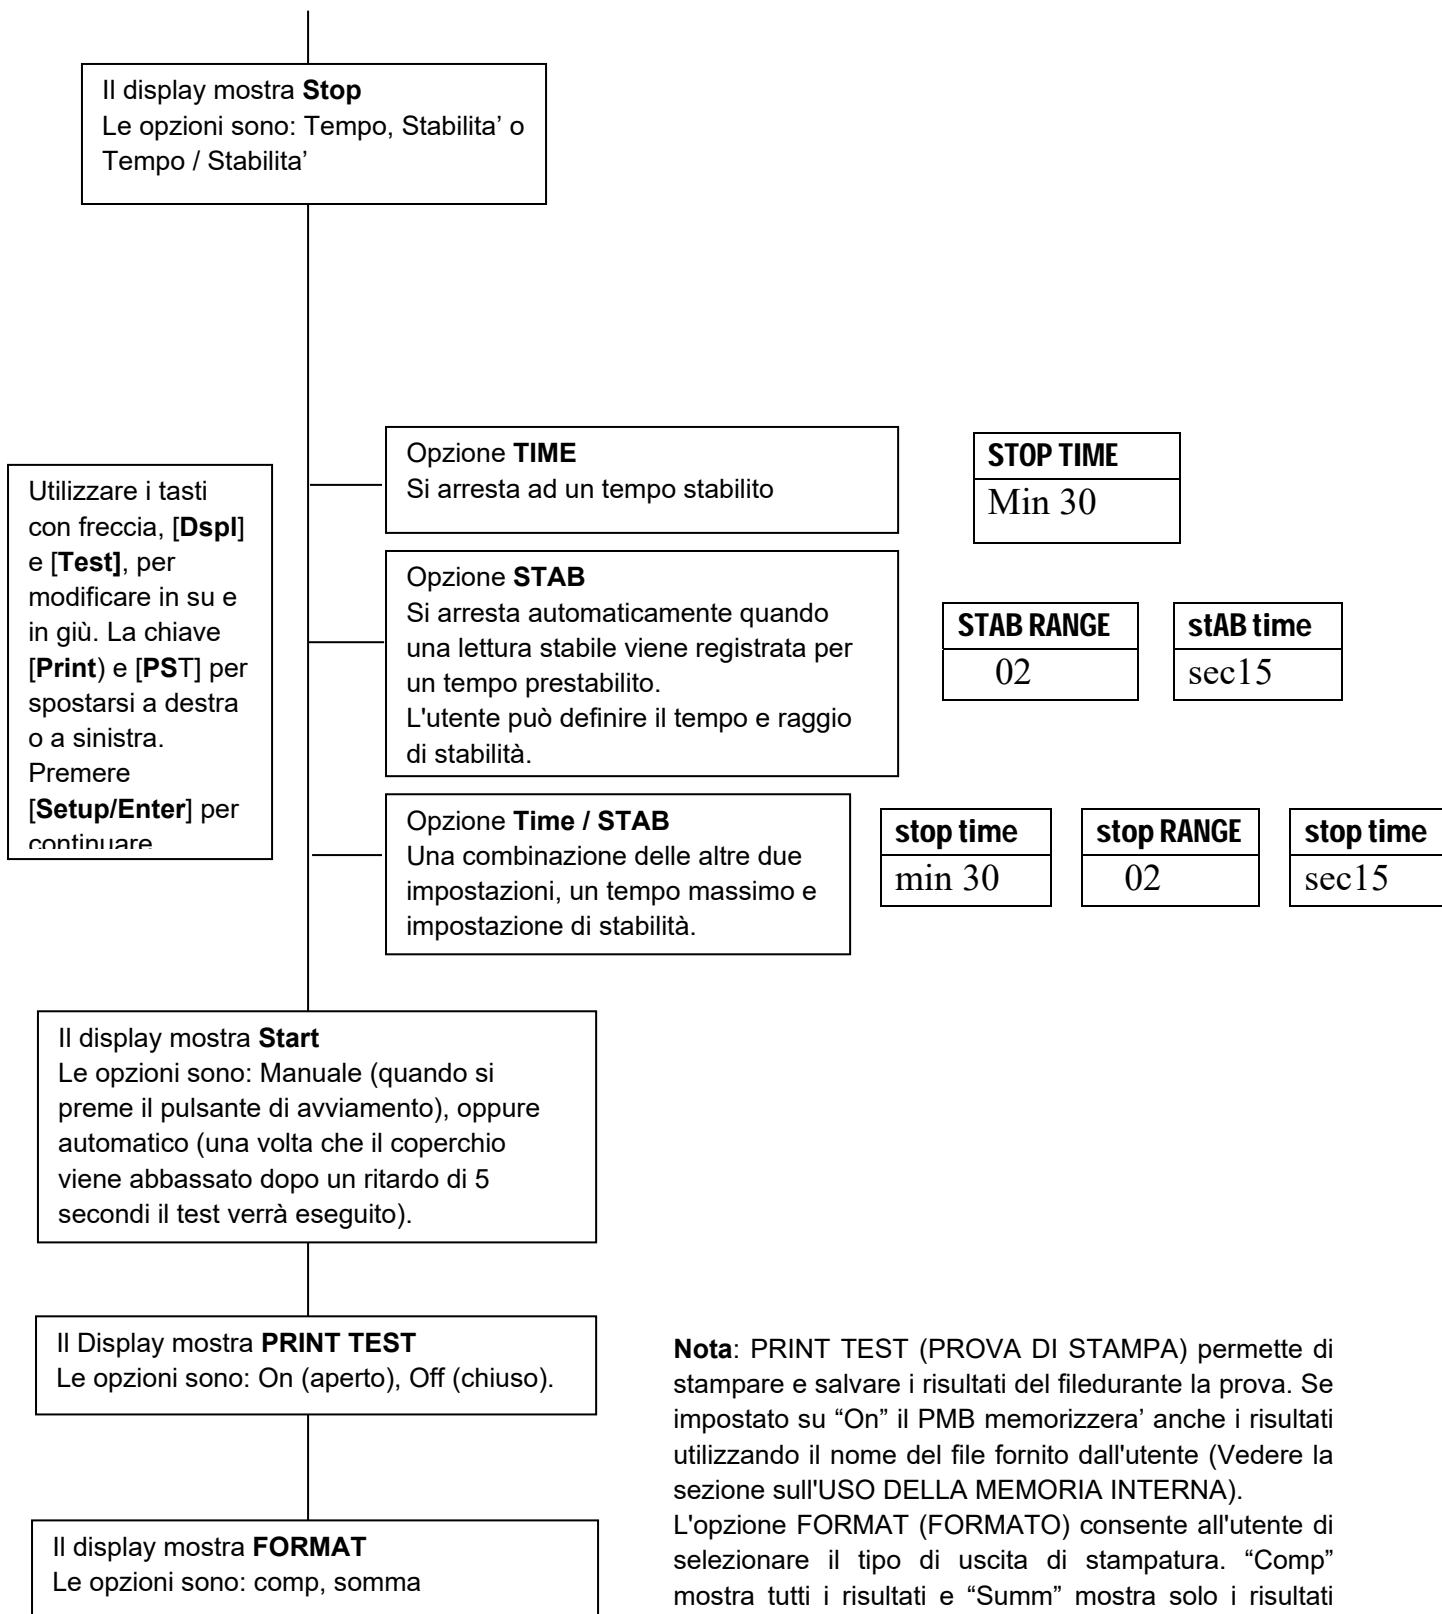 Il display mostra Stop
Le opzioni sono: Tempo, Stabilita’ o
Tempo / Stabilita’
Utilizzare i tasti
con freccia, [Dspl]
e [Test], per
modificare in su e
in giù. La chiave
[Print) e [PST] per
spostarsi a destra
o a sinistra.
Premere
[Setup/Enter] per
continuare
Opzione TIME
Si arresta ad un tempo stabilito
STOP TIME
Min 30
Opzione STAB
Si arresta automaticamente quando
una lettura stabile viene registrata per
un tempo prestabilito.
L'utente può definire il tempo e raggio
di stabilità.
STAB RANGE
02
stAB time
sec15
Opzione Time / STAB
Una combinazione delle altre due
impostazioni, un tempo massimo e
impostazione di stabilità.
stop time
min 30
stop RANGE
02
stop time
sec15
Il display mostra Start
Le opzioni sono: Manuale (quando si
preme il pulsante di avviamento), oppure
automatico (una volta che il coperchio
viene abbassato dopo un ritardo di 5
secondi il test verrà eseguito).
Il Display mostra PRINT TEST
Le opzioni sono: On (aperto), Off (chiuso).
Il display mostra FORMAT
Le opzioni sono: comp, somma
Nota: PRINT TEST (PROVA DI STAMPA) permette di
stampare e salvare i risultati del filedurante la prova. Se
impostato su “On” il PMB memorizzera’ anche i risultati
utilizzando il nome del file fornito dall'utente (Vedere la
sezione sull'USO DELLA MEMORIA INTERNA).
L'opzione FORMAT (FORMATO) consente all'utente di
selezionare il tipo di uscita di stampatura. “Comp”
mostra tutti i risultati e “Summ” mostra solo i risultati